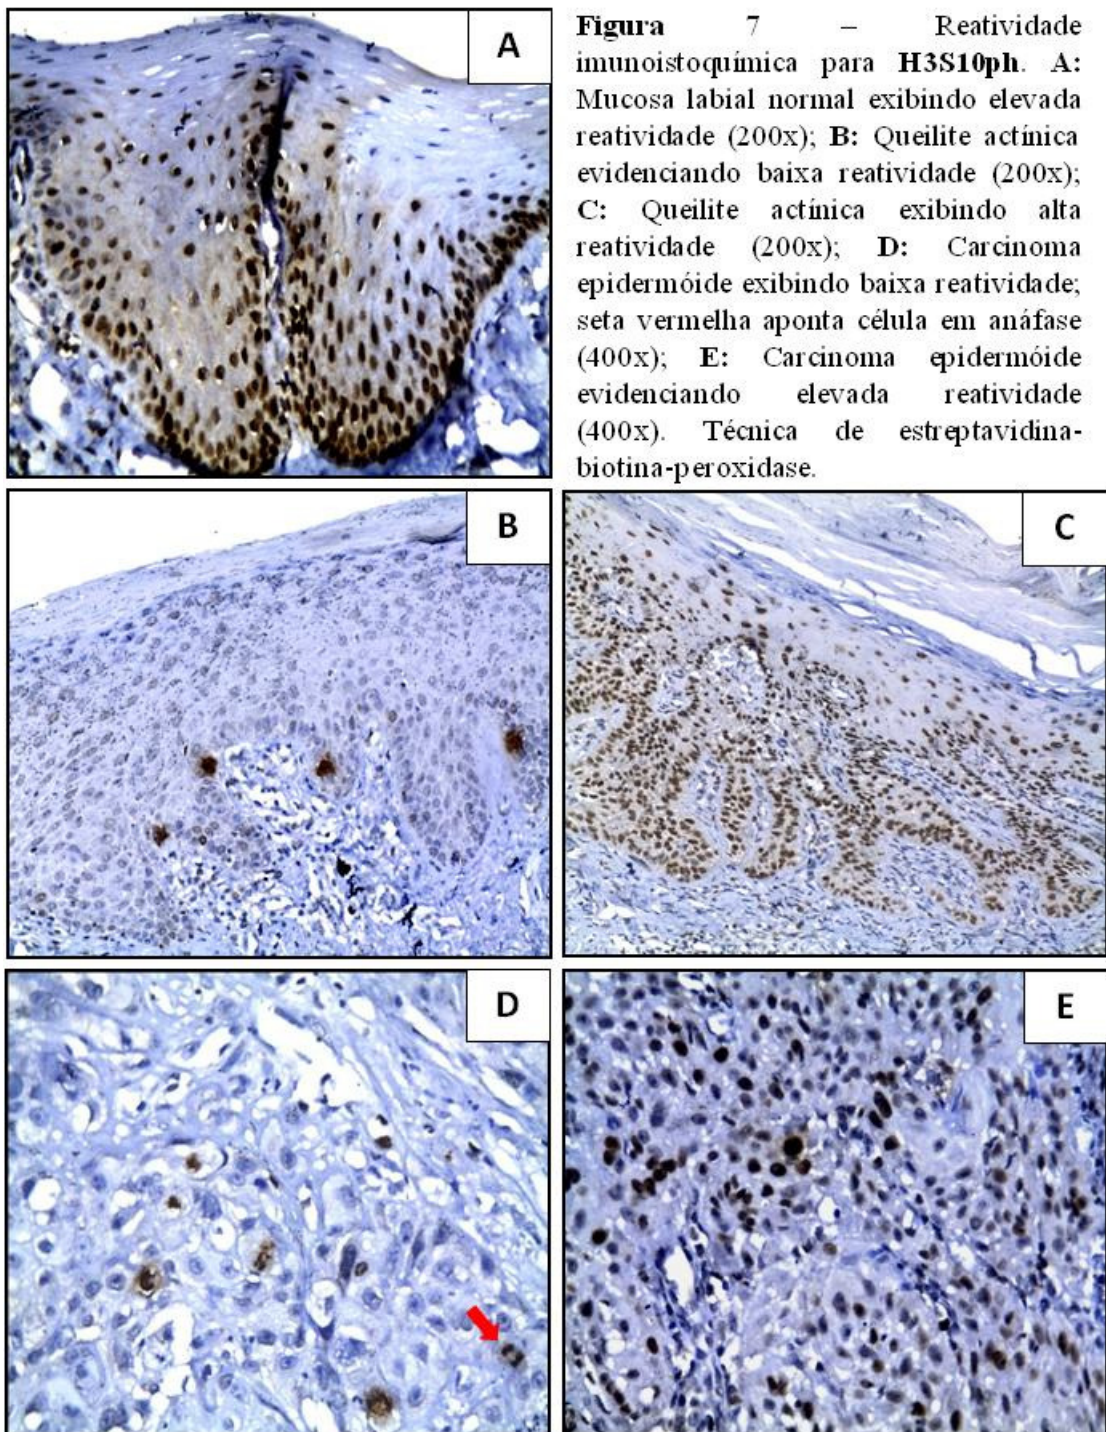 A
Figura 7 – Reatividade
imunoistoquímica para H3S10ph. A:
Mucosa labial normal exibindo elevada
reatividade (200x); B: Queilite actínica
evidenciando baixa reatividade (200x);
C: Queilite actínica exibindo alta
reatividade (200x); D: Carcinoma
epidermóide exibindo baixa reatividade;
seta vermelha aponta célula em anáfase
(400x); E: Carcinoma epidermóide
evidenciando elevada reatividade
(400x). Técnica de estreptavidina-
biotina-peroxidase.
B
C
D
E